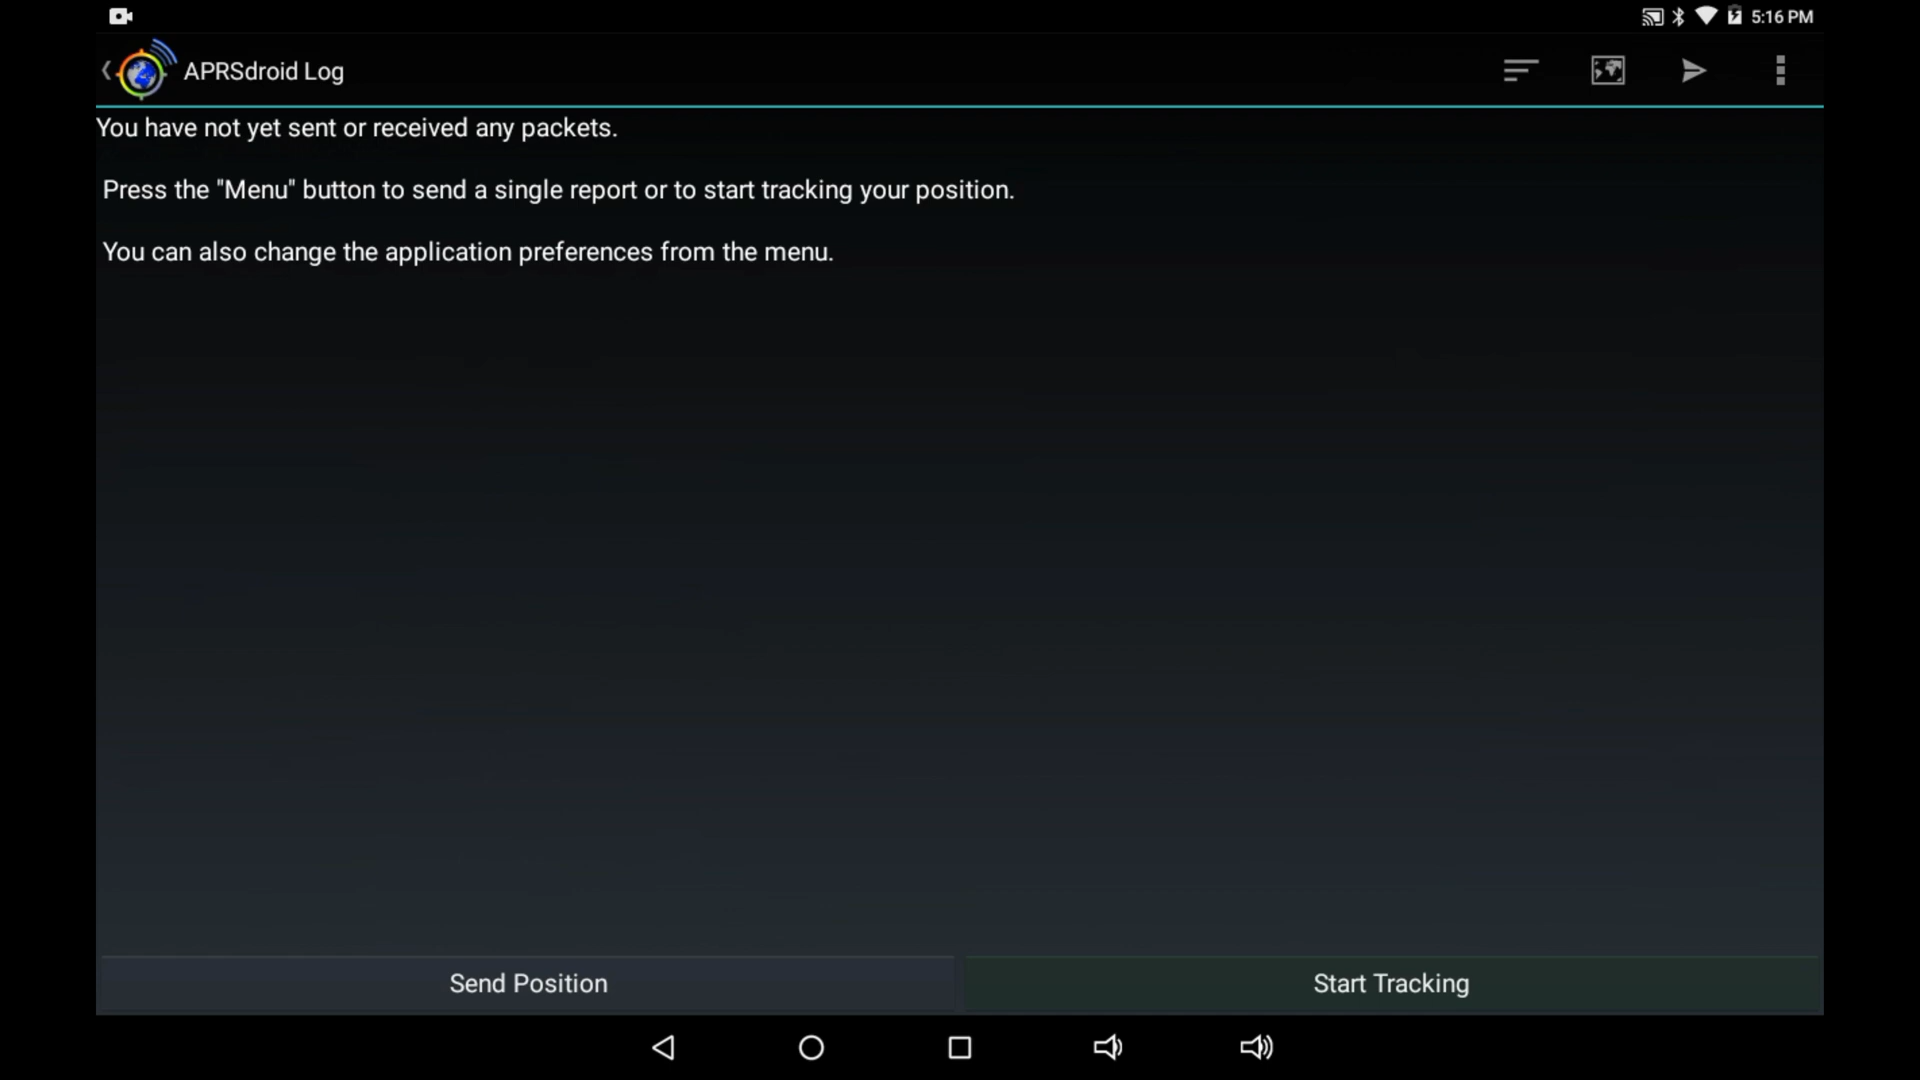 5:16 PM
APRSdroid Log
You have not yet sent or received any packets.
Press the "Menu" button to send a single report or to start tracking your position.
You can also change the application preferences from the menu.
Send Position
Start Tracking